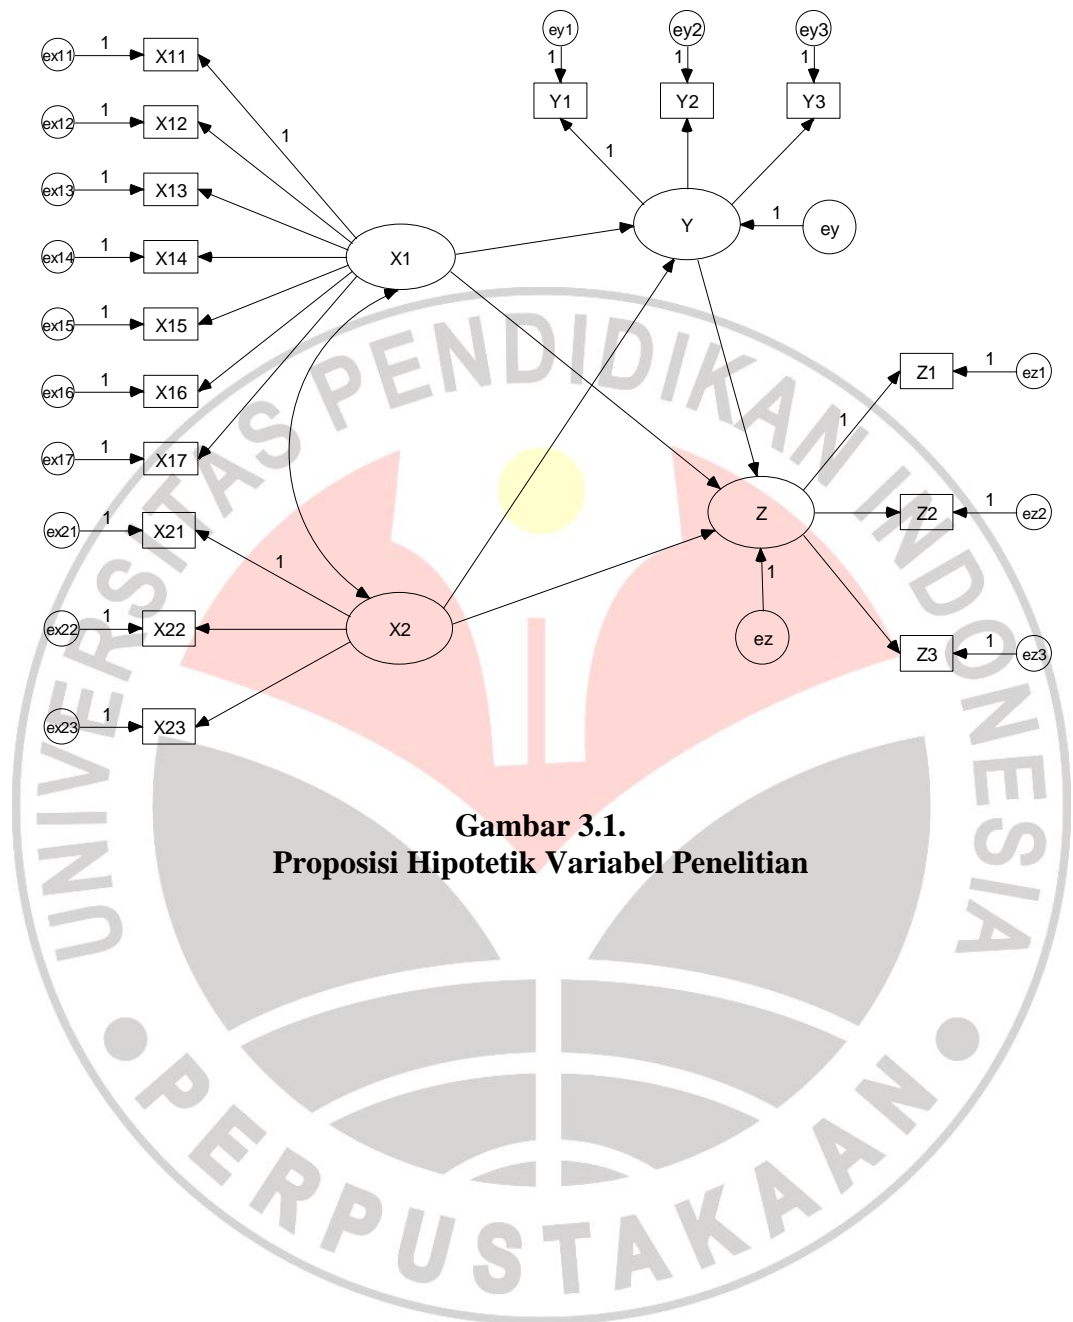 ey1 ey2 ey3
1 1 1
Y1 Y2 Y3
1
ex11 1 X11
1
ex12 1 X12
ex13 1 X13
ex14 1 X14
ex15 1 X15
ex16 1 X16
ex17 1 X17
X1
Y
1 ey
Z1 1 ez1
1
Z
Z2 1 ez2
1
ez
Z3 1 ez3
ex21 1 X21
1
ex22 1 X22
X2
ex23 1 X23
Gambar 3.1.
Proposisi Hipotetik Variabel Penelitian
UNIVERSITAS PENDIDIKAN INDONESIA
PERPUSTAKAAN